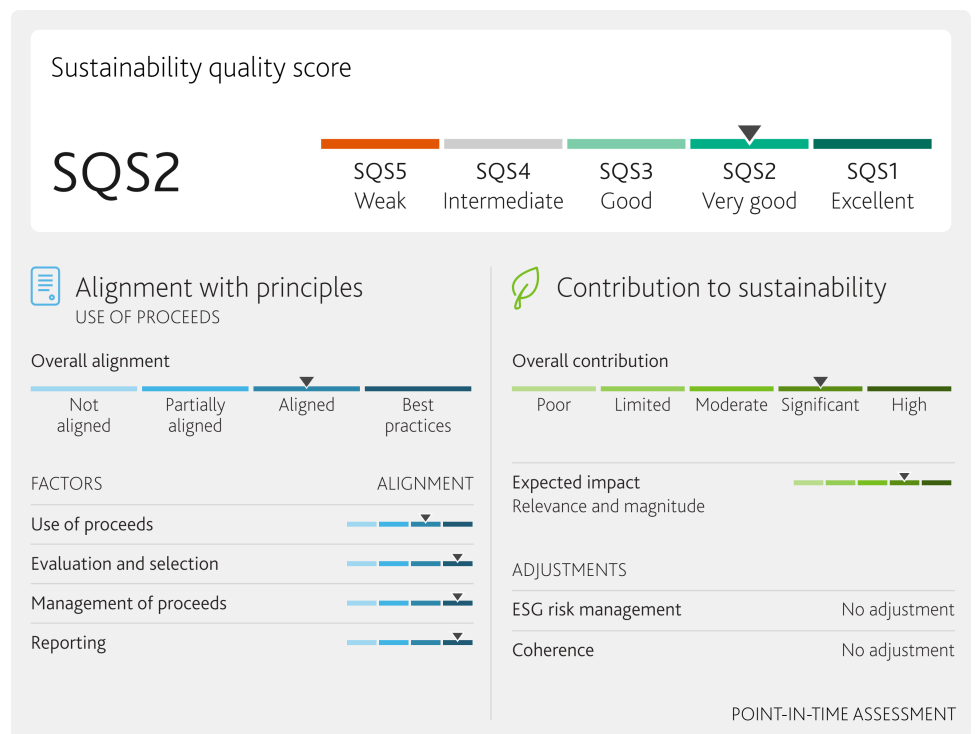 Sustainability quality score
SQS2
SQS5 SQS4 SQS3 SQS2 SQS1
Weak Intermediate Good Very good Excellent
Alignment with principles
USE OF PROCEEDS
Overall alignment
Not aligned
Partially aligned
Aligned
Best practices
FACTORS ALIGNMENT
Use of proceeds
Evaluation and selection
Management of proceeds
Reporting
Contribution to sustainability
Overall contribution
Poor Limited Moderate Significant High
Expected impact
Relevance and magnitude
ADJUSTMENTS
ESG risk management No adjustment
Coherence No adjustment
POINT-IN-TIME ASSESSMENT